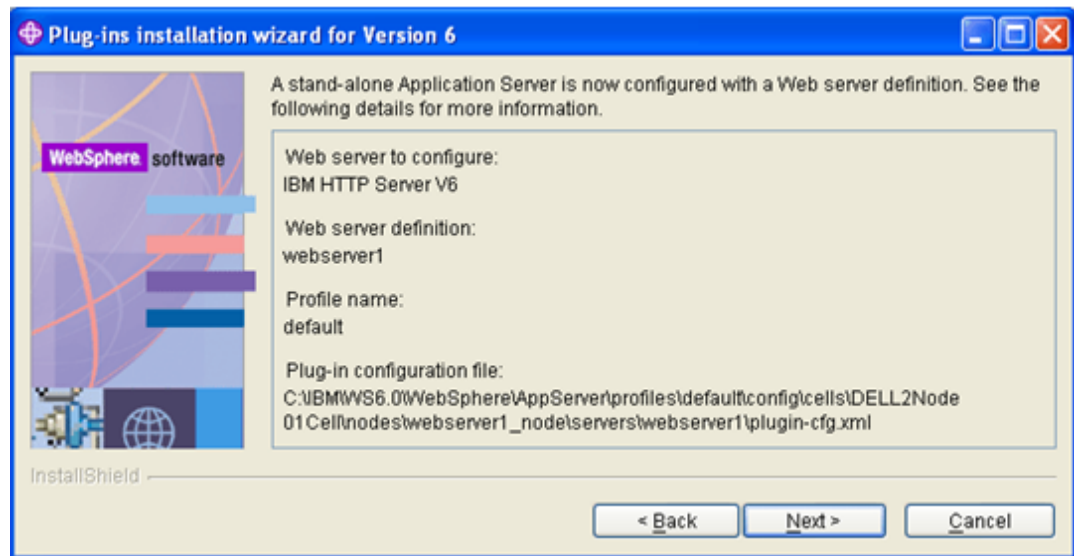 Plug-ins installation wizard for Version 6
A stand-alone Application Server is now configured with a Web server definition. See the
following details for more information.
WebSphere software
Web server to configure:
IBM HTTP Server V6
Web server definition:
webserver1
Profile name:
default
Plug-in configuration file:
C:\IBM\WS6.0\WebSphere\AppServer\profiles\default\config\cells\DELL2Node
01Cell\nodes\webserver1_node\servers\webserver1\plugin-cfg.xml
InstallShield
< Back
Next >
Cancel